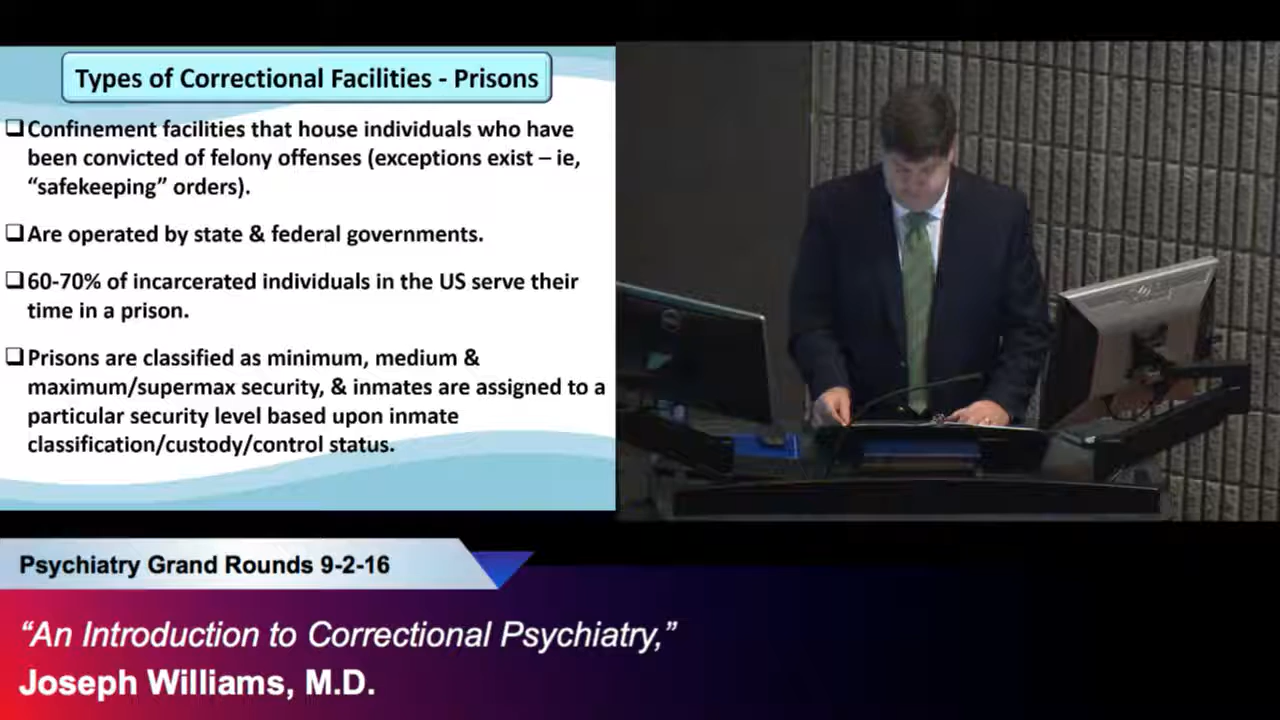 Types of Correctional Facilities - Prisons
❑Confinement facilities that house individuals who have
been convicted of felony offenses (exceptions exist – ie,
“safekeeping” orders).
❑Are operated by state & federal governments.
❑60-70% of incarcerated individuals in the US serve their
time in a prison.
❑Prisons are classified as minimum, medium &
maximum/supermax security, & inmates are assigned to a
particular security level based upon inmate
classification/custody/control status.
Psychiatry Grand Rounds 9-2-16
“An Introduction to Correctional Psychiatry,”
Joseph Williams, M.D.